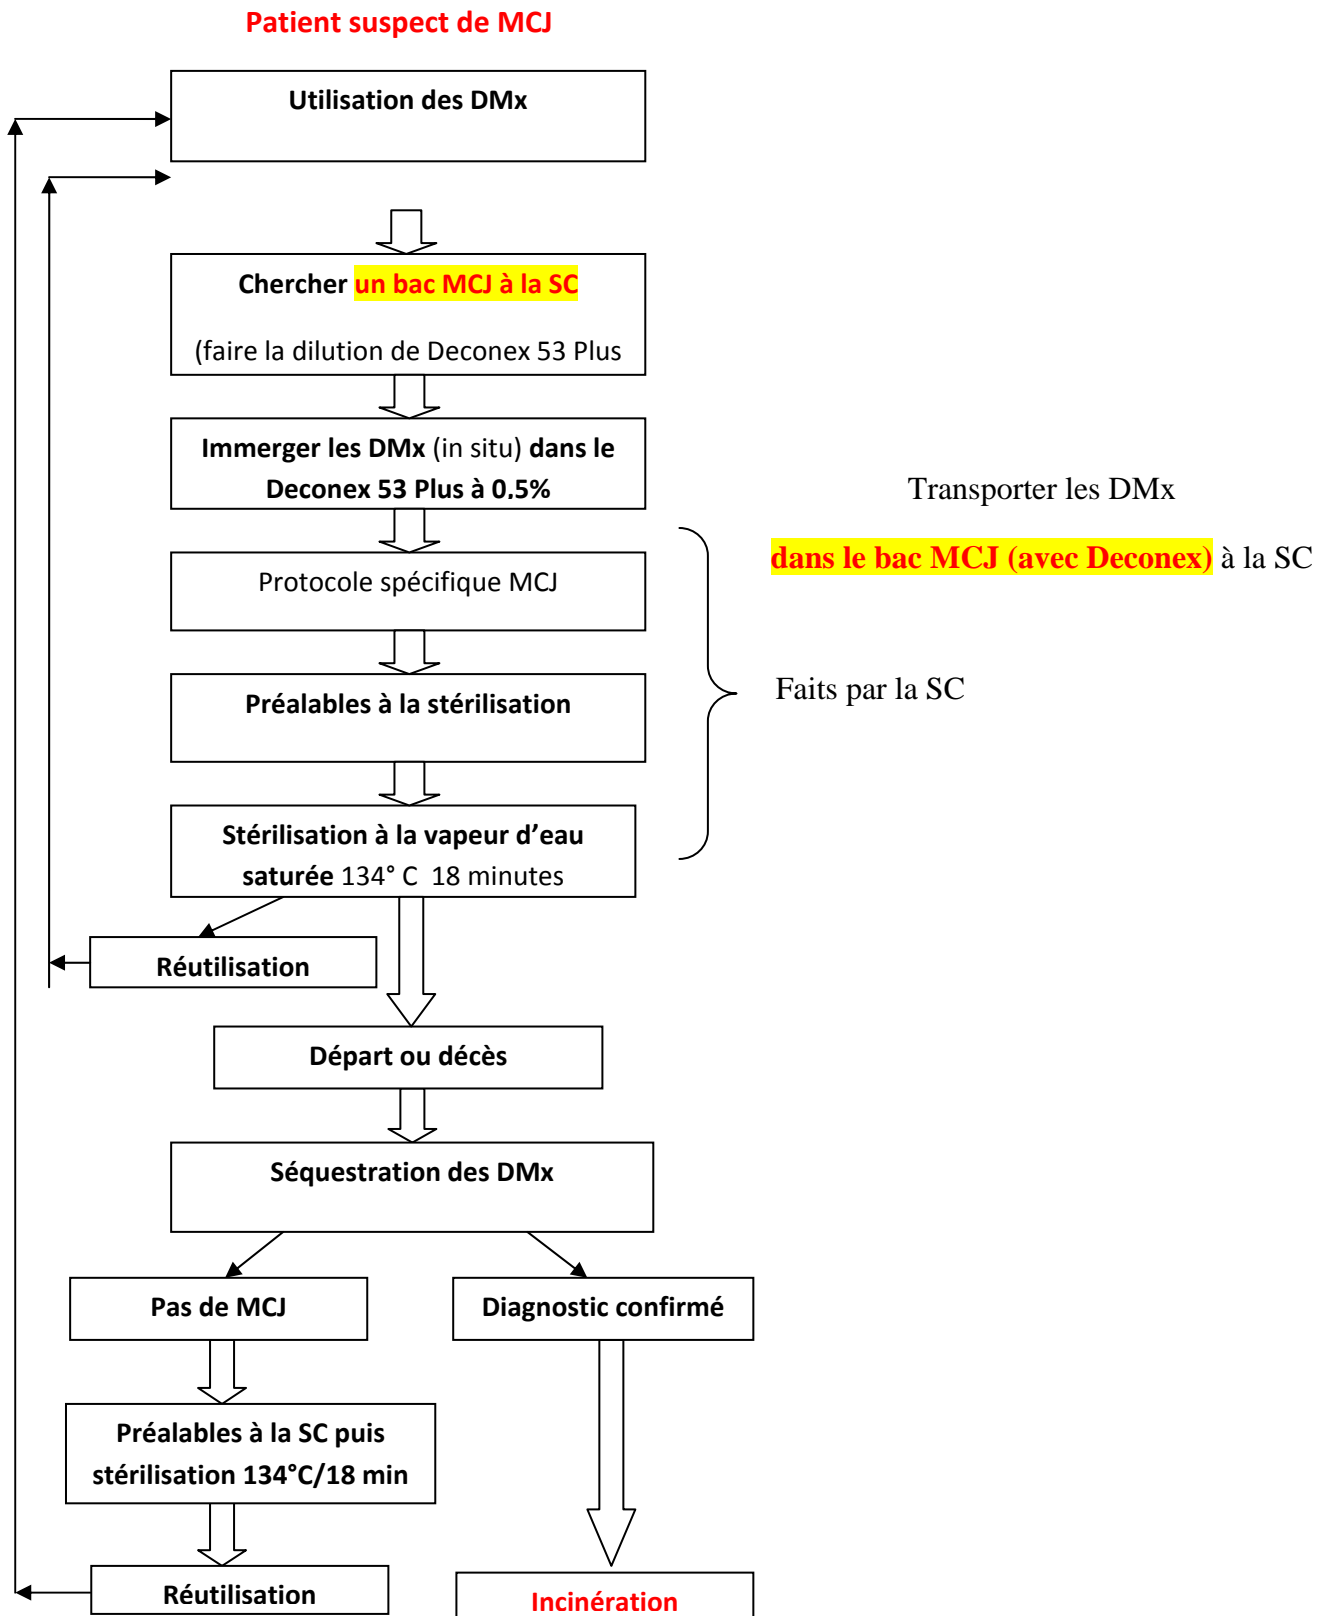 Patient suspect de MCJ
Utilisation des DMx
Chercher un bac MCJ à la SC
(faire la dilution de Deconex 53 Plus
Immerger les DMx (in situ) dans le
Deconex 53 Plus à 0,5%
Transporter les DMx
dans le bac MCJ (avec Deconex) à la SC
Protocole spécifique MCJ
Préalables à la stérilisation
Faits par la SC
Stérilisation à la vapeur d’eau
saturée 134° C 18 minutes
Réutilisation
Départ ou décès
Séquestration des DMx
Pas de MCJ
Diagnostic confirmé
Préalables à la SC puis
stérilisation 134°C/18 min
Réutilisation
Incinération